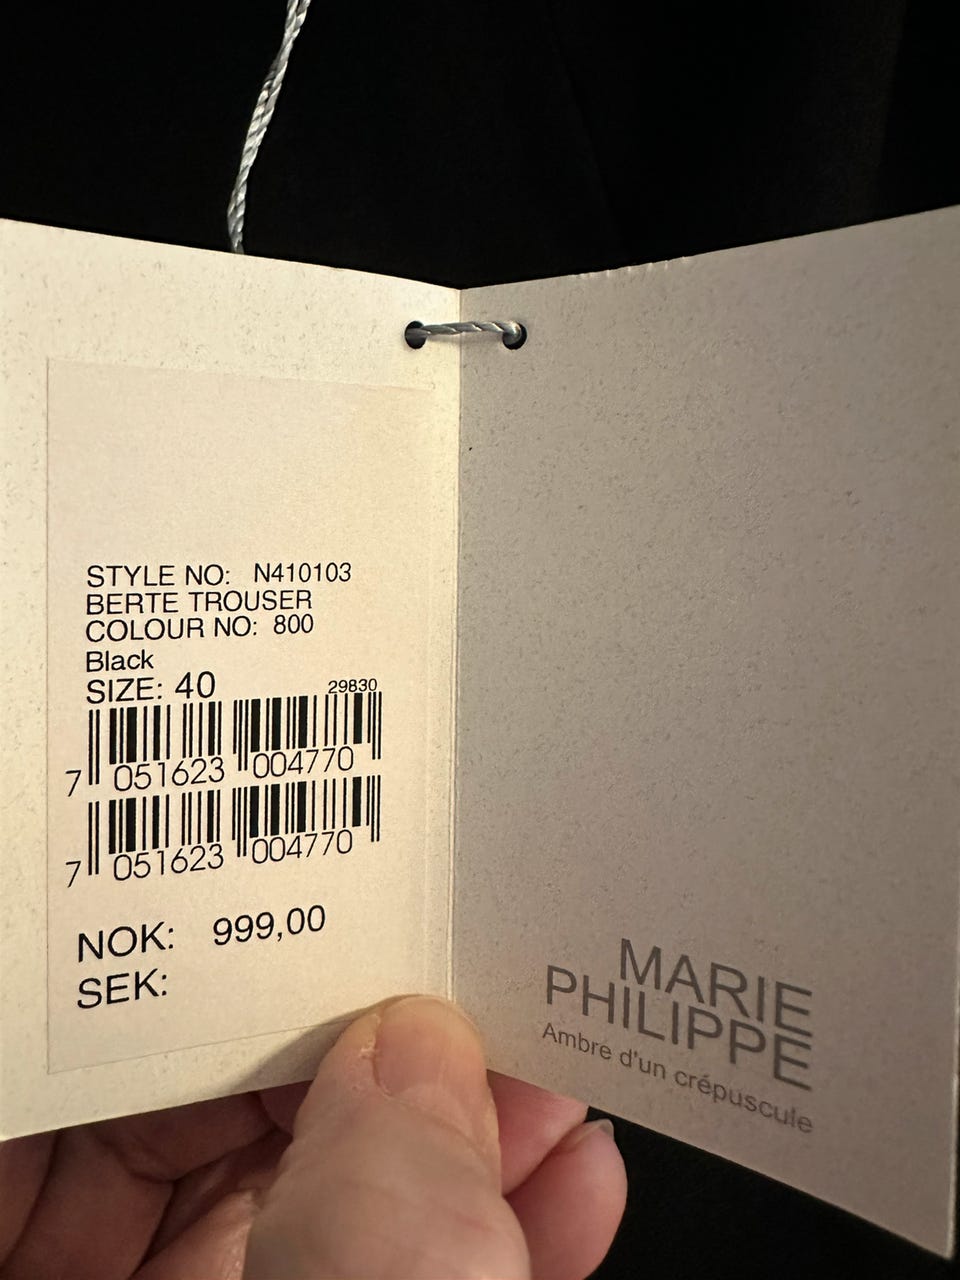 STYLE NO: N410103
BERTE TROUSER
COLOUR NO: 800
Black
SIZE: 40
29830
7 051623 004770
7 051623 004770
NOK: 999,00
SEK:
MARIE
PHILIPPE
Ambre d'un crépuscule